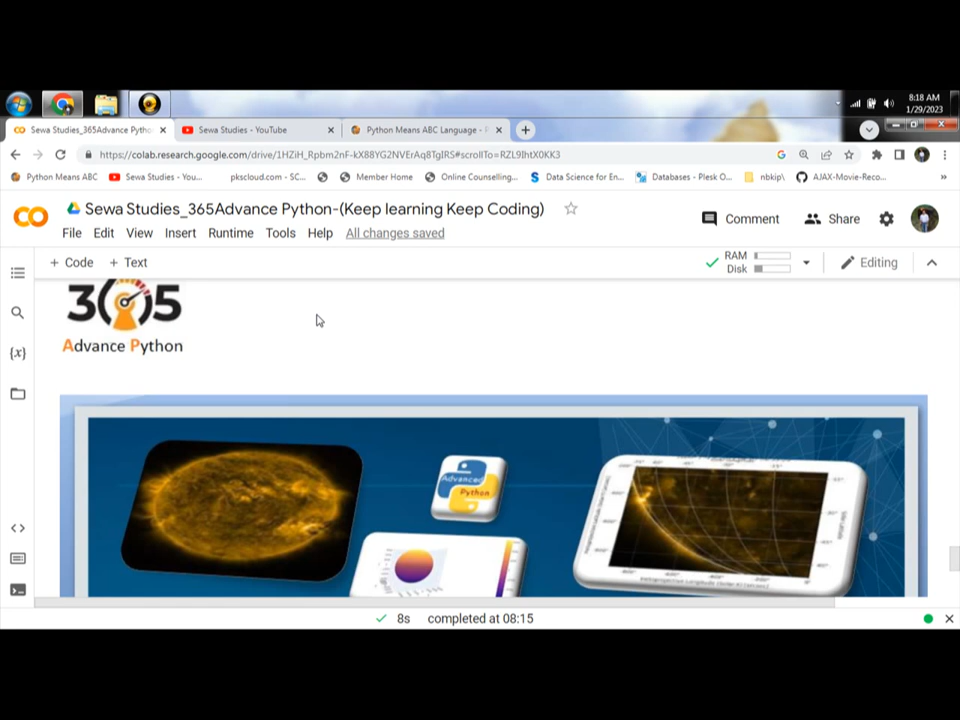 8:18 AM
1/29/2023
Sewa Studies_365Advance Pytho
Sewa Studies - YouTube
Python Means ABC Language - P
https://colab.research.google.com/drive/1HZiH_Rpbm2nF-kX88YG2NVErAq8TgIRS#scrollTo=RZL9IhtX0KK3
Python Means ABC
Sewa Studies - You...
pkscloud.com - SC...
Member Home
Online Counselling...
Data Science for En...
Databases - Plesk O...
nbkip\
AJAX-Movie-Reco...
»
CO
Sewa Studies_365Advance Python-(Keep learning Keep Coding)
Comment
Share
File Edit View Insert Runtime Tools Help All changes saved
+ Code + Text
RAM
Disk
Editing
{x}
365
Advance Python
Advanced
Python
8s completed at 08:15